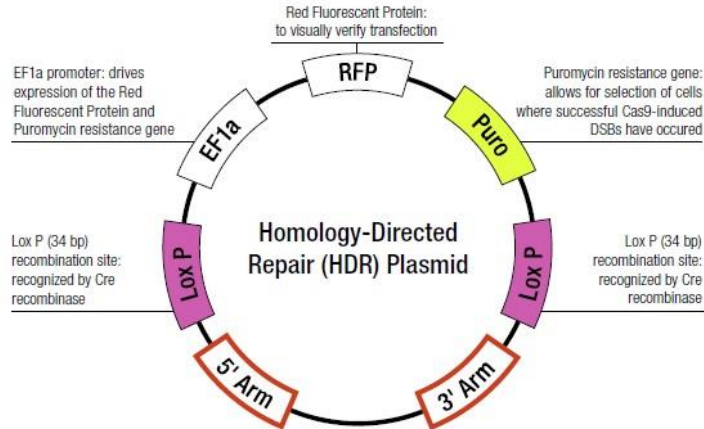 Red Fluorescent Protein:
to visually verify transfection
RFP
EF1a promoter: drives
expression of the Red
Fluorescent Protein and
Puromycin resistance gene
EF1a
Puromycin resistance gene:
allows for selection of cells
where successful Cas9-induced
DSBs have occured
Puro
Homology-Directed
Repair (HDR) Plasmid
Lox P (34 bp)
recombination site:
recognized by Cre
recombinase
Lox P
Lox P
Lox P (34 bp)
recombination site:
recognized by Cre
recombinase
5' Arm
3' Arm